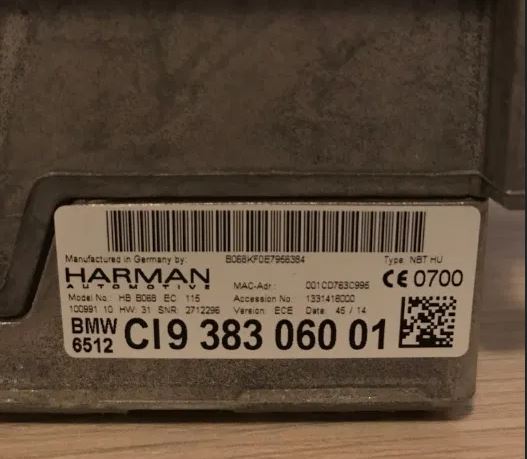 Manufactured in Germany by: B068KF0E7956384 Type: NBT HU
HARMAN
AUTOMOTIVE
MAC-Adr.: 001CD763C995
CE 0700
Model No.: HB B068 EC 115 Accession No. 1331418000
100991 10 HW: 31 SNR: 2712296 Version: ECE Date: 45 / 14
BMW
6512
CI9 383 060 01